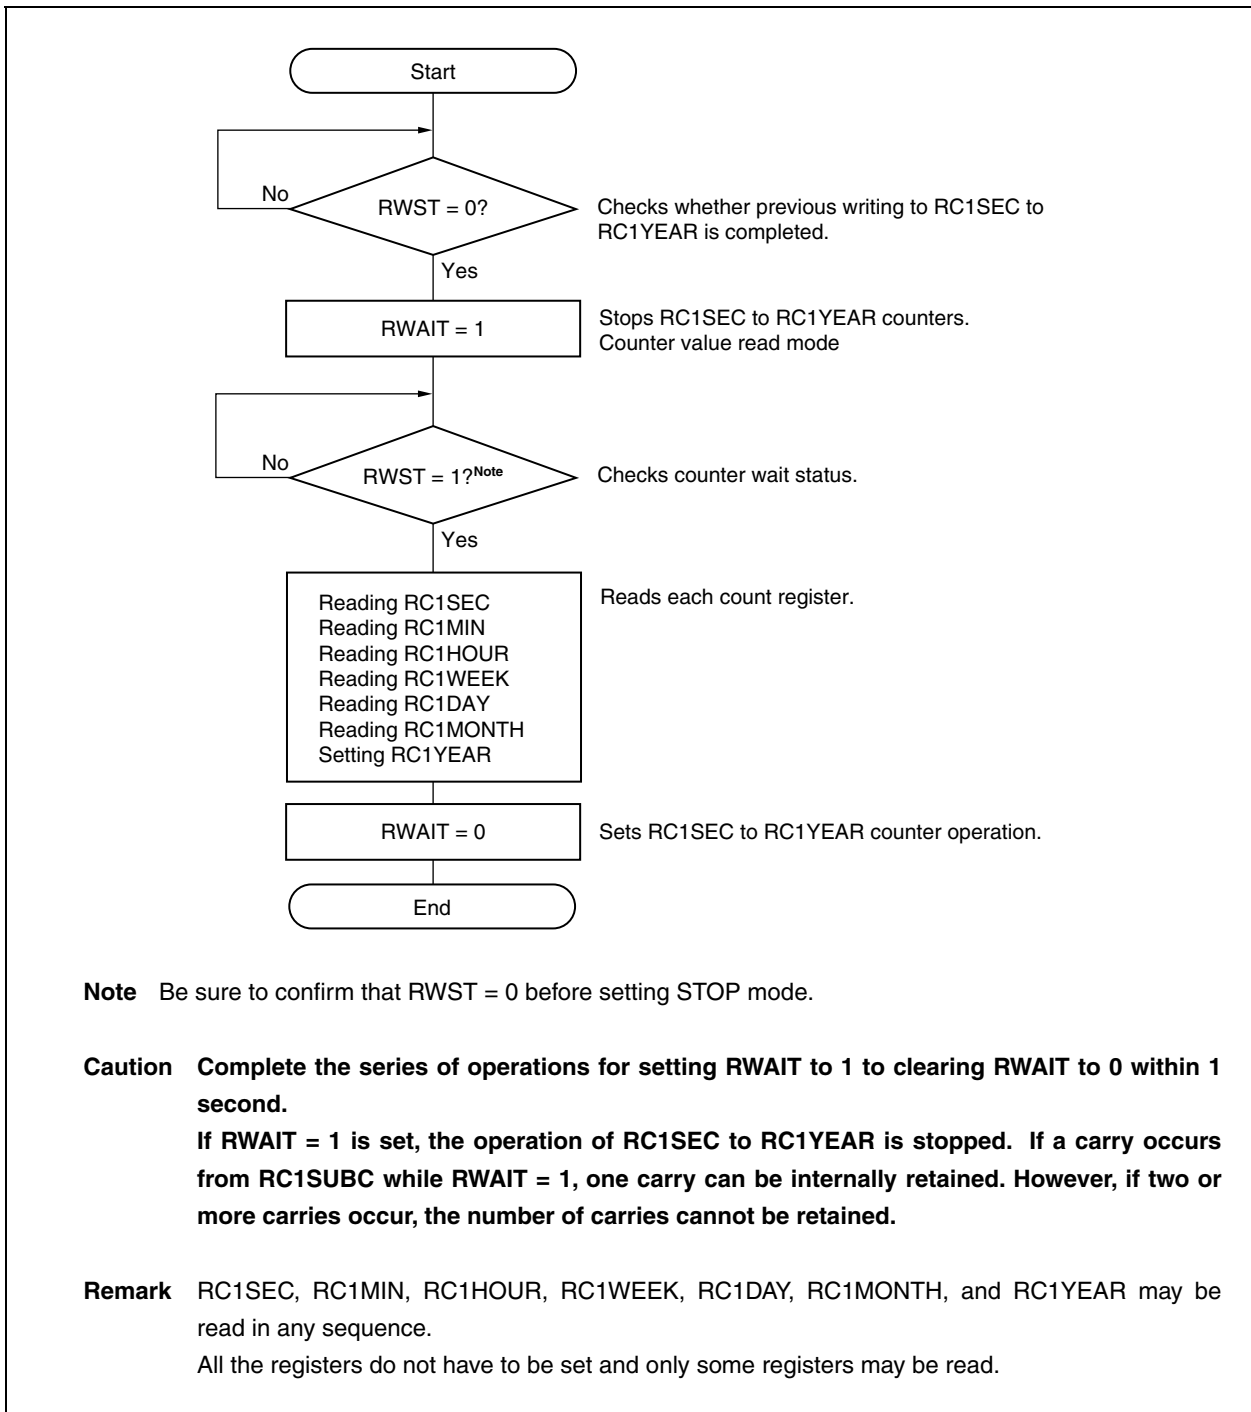 Start
No
RWST = 0?
Checks whether previous writing to RC1SEC to
RC1YEAR is completed.
Yes
RWAIT = 1
Stops RC1SEC to RC1YEAR counters.
Counter value read mode
No
RWST = 1?Note
Checks counter wait status.
Yes
Reading RC1SEC
Reading RC1MIN
Reading RC1HOUR
Reading RC1WEEK
Reading RC1DAY
Reading RC1MONTH
Setting RC1YEAR
Reads each count register.
RWAIT = 0
Sets RC1SEC to RC1YEAR counter operation.
End
Note Be sure to confirm that RWST = 0 before setting STOP mode.
Caution Complete the series of operations for setting RWAIT to 1 to clearing RWAIT to 0 within 1
second.
If RWAIT = 1 is set, the operation of RC1SEC to RC1YEAR is stopped. If a carry occurs
from RC1SUBC while RWAIT = 1, one carry can be internally retained. However, if two or
more carries occur, the number of carries cannot be retained.
Remark RC1SEC, RC1MIN, RC1HOUR, RC1WEEK, RC1DAY, RC1MONTH, and RC1YEAR may be
read in any sequence.
All the registers do not have to be set and only some registers may be read.